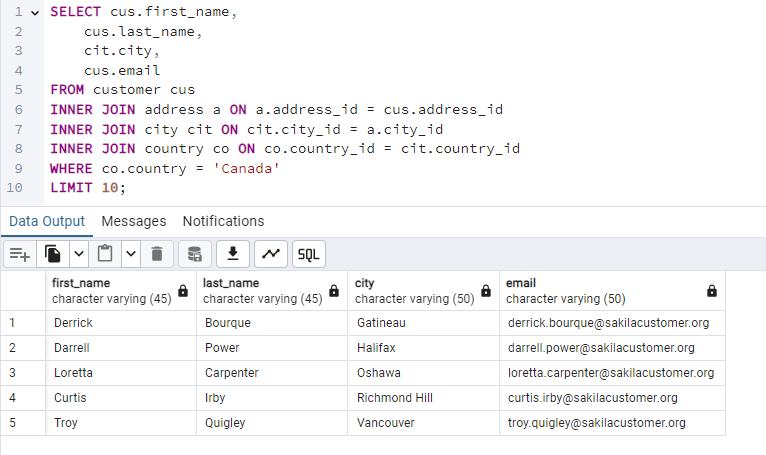 1 SELECT cus.first_name,
2 cus.last_name,
3 cit.city,
4 cus.email
5 FROM customer cus
6 INNER JOIN address a ON a.address_id = cus.address_id
7 INNER JOIN city cit ON cit.city_id = a.city_id
8 INNER JOIN country co ON co.country_id = cit.country_id
9 WHERE co.country = 'Canada'
10 LIMIT 10;
Data Output Messages Notifications
SQL
first_name last_name city email
character varying (45) character varying (45) character varying (50) character varying (50)
1 Derrick Bourque Gatineau derrick.bourque@sakilacustomer.org
2 Darrell Power Halifax darrell.power@sakilacustomer.org
3 Loretta Carpenter Oshawa loretta.carpenter@sakilacustomer.org
4 Curtis Irby Richmond Hill curtis.irby@sakilacustomer.org
5 Troy Quigley Vancouver troy.quigley@sakilacustomer.org